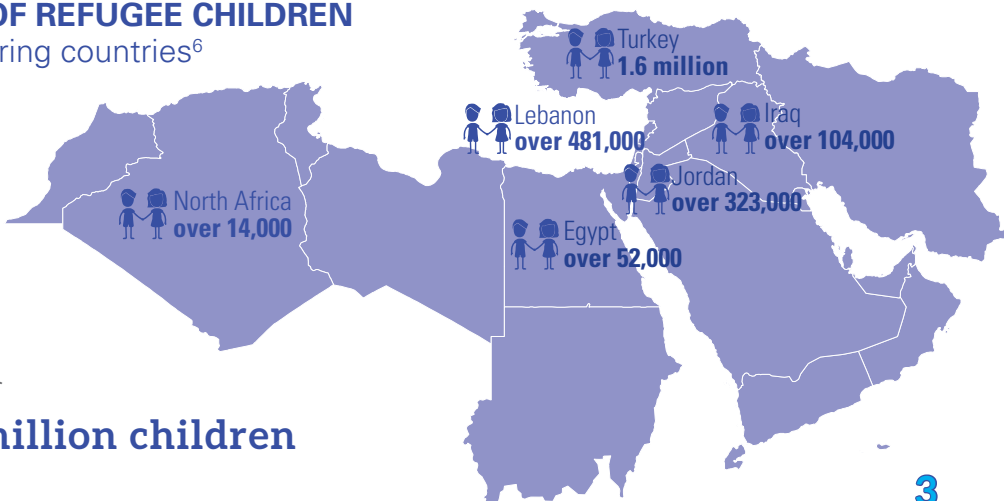 OF REFUGEE CHILDREN
ring countries⁶
Turkey
1.6 million
Lebanon
over 481,000
Iraq
over 104,000
Jordan
over 323,000
North Africa
over 14,000
Egypt
over 52,000
million children
3